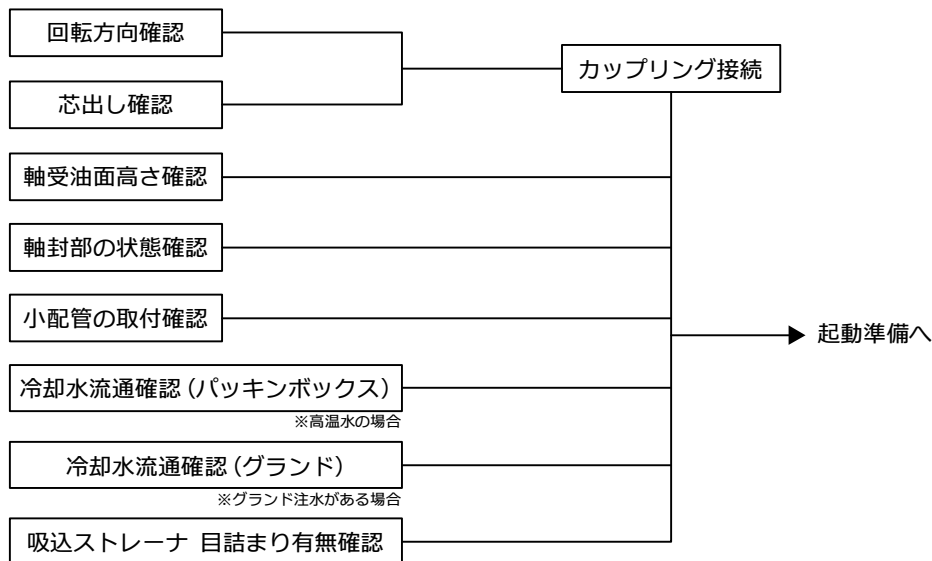 回転方向確認
芯出し確認
カップリング接続
軸受油面高さ確認
軸封部の状態確認
小配管の取付確認
起動準備へ
冷却水流通確認（パッキンボックス）
※高温水の場合
冷却水流通確認（グランド）
※グランド注水がある場合
吸込ストレーナ 目詰まり有無確認